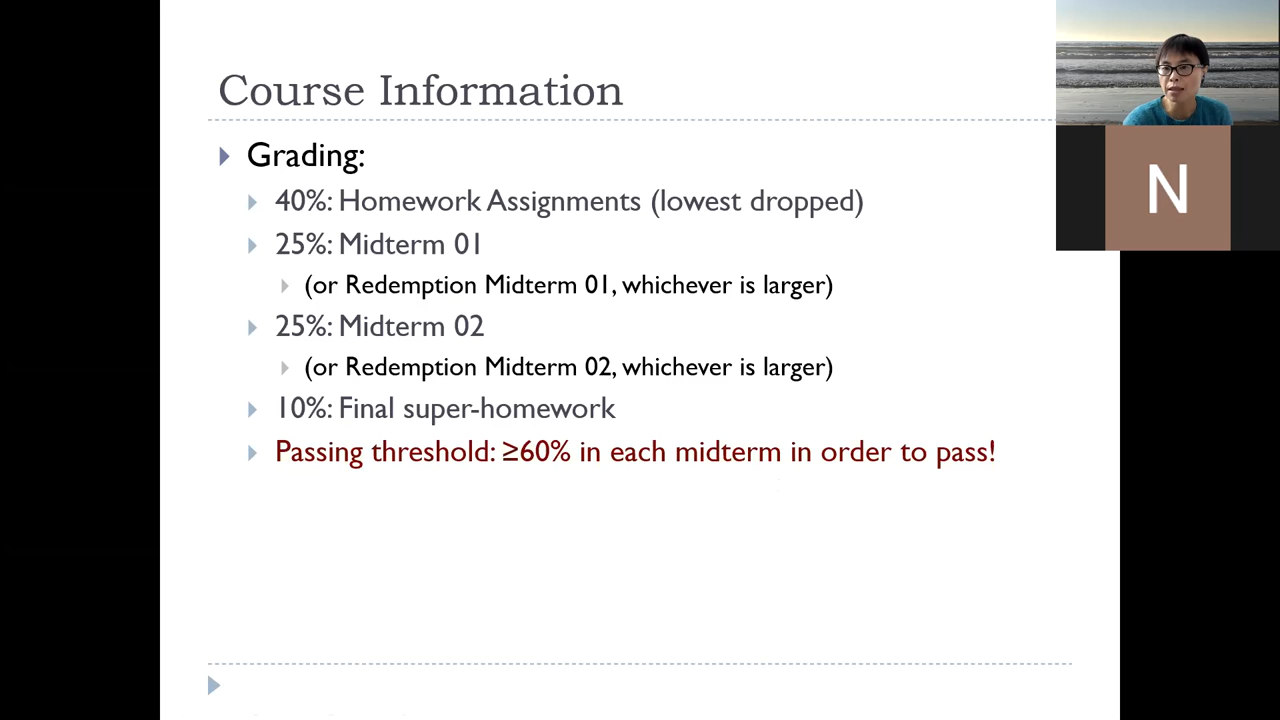 Course Information
Grading:
40%: Homework Assignments (lowest dropped)
25%: Midterm 01
(or Redemption Midterm 01, whichever is larger)
25%: Midterm 02
(or Redemption Midterm 02, whichever is larger)
10%: Final super-homework
Passing threshold: ≥60% in each midterm in order to pass!
N